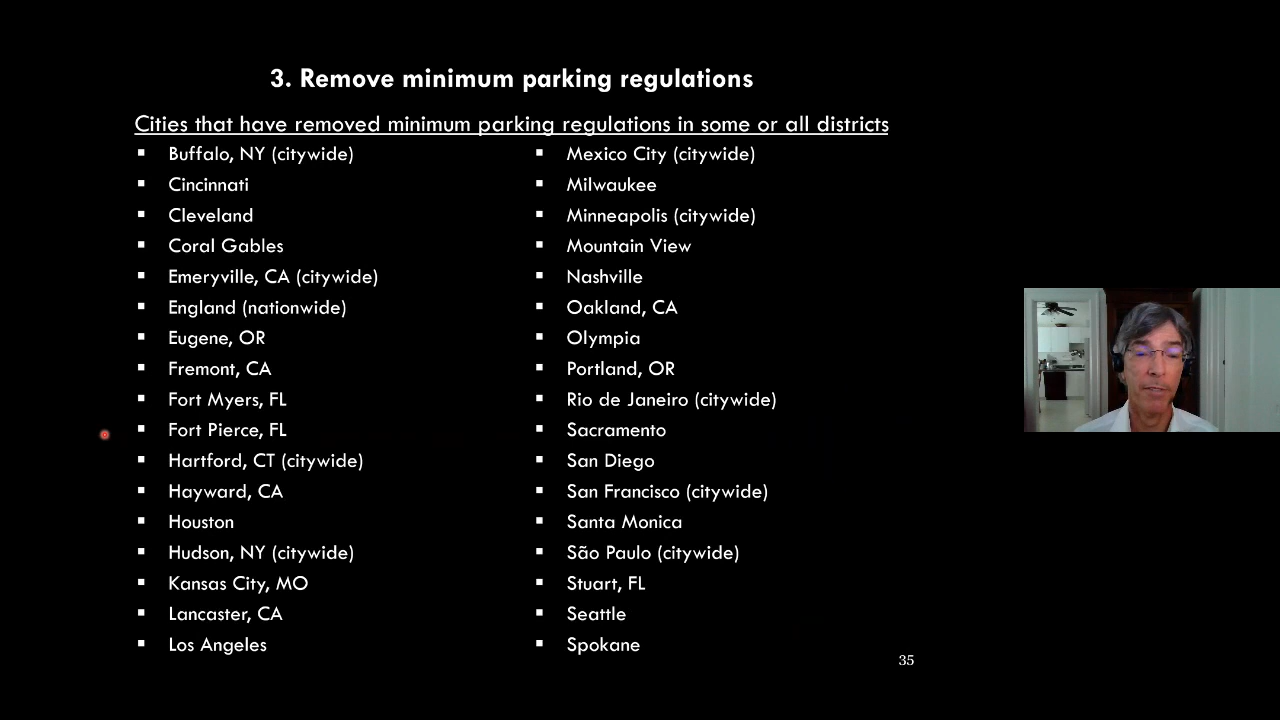 3. Remove minimum parking regulations
Cities that have removed minimum parking regulations in some or all districts
▪ Buffalo, NY (citywide)
▪ Cincinnati
▪ Cleveland
▪ Coral Gables
▪ Emeryville, CA (citywide)
▪ England (nationwide)
▪ Eugene, OR
▪ Fremont, CA
▪ Fort Myers, FL
▪ Fort Pierce, FL
▪ Hartford, CT (citywide)
▪ Hayward, CA
▪ Houston
▪ Hudson, NY (citywide)
▪ Kansas City, MO
▪ Lancaster, CA
▪ Los Angeles
▪ Mexico City (citywide)
▪ Milwaukee
▪ Minneapolis (citywide)
▪ Mountain View
▪ Nashville
▪ Oakland, CA
▪ Olympia
▪ Portland, OR
▪ Rio de Janeiro (citywide)
▪ Sacramento
▪ San Diego
▪ San Francisco (citywide)
▪ Santa Monica
▪ São Paulo (citywide)
▪ Stuart, FL
▪ Seattle
▪ Spokane
35